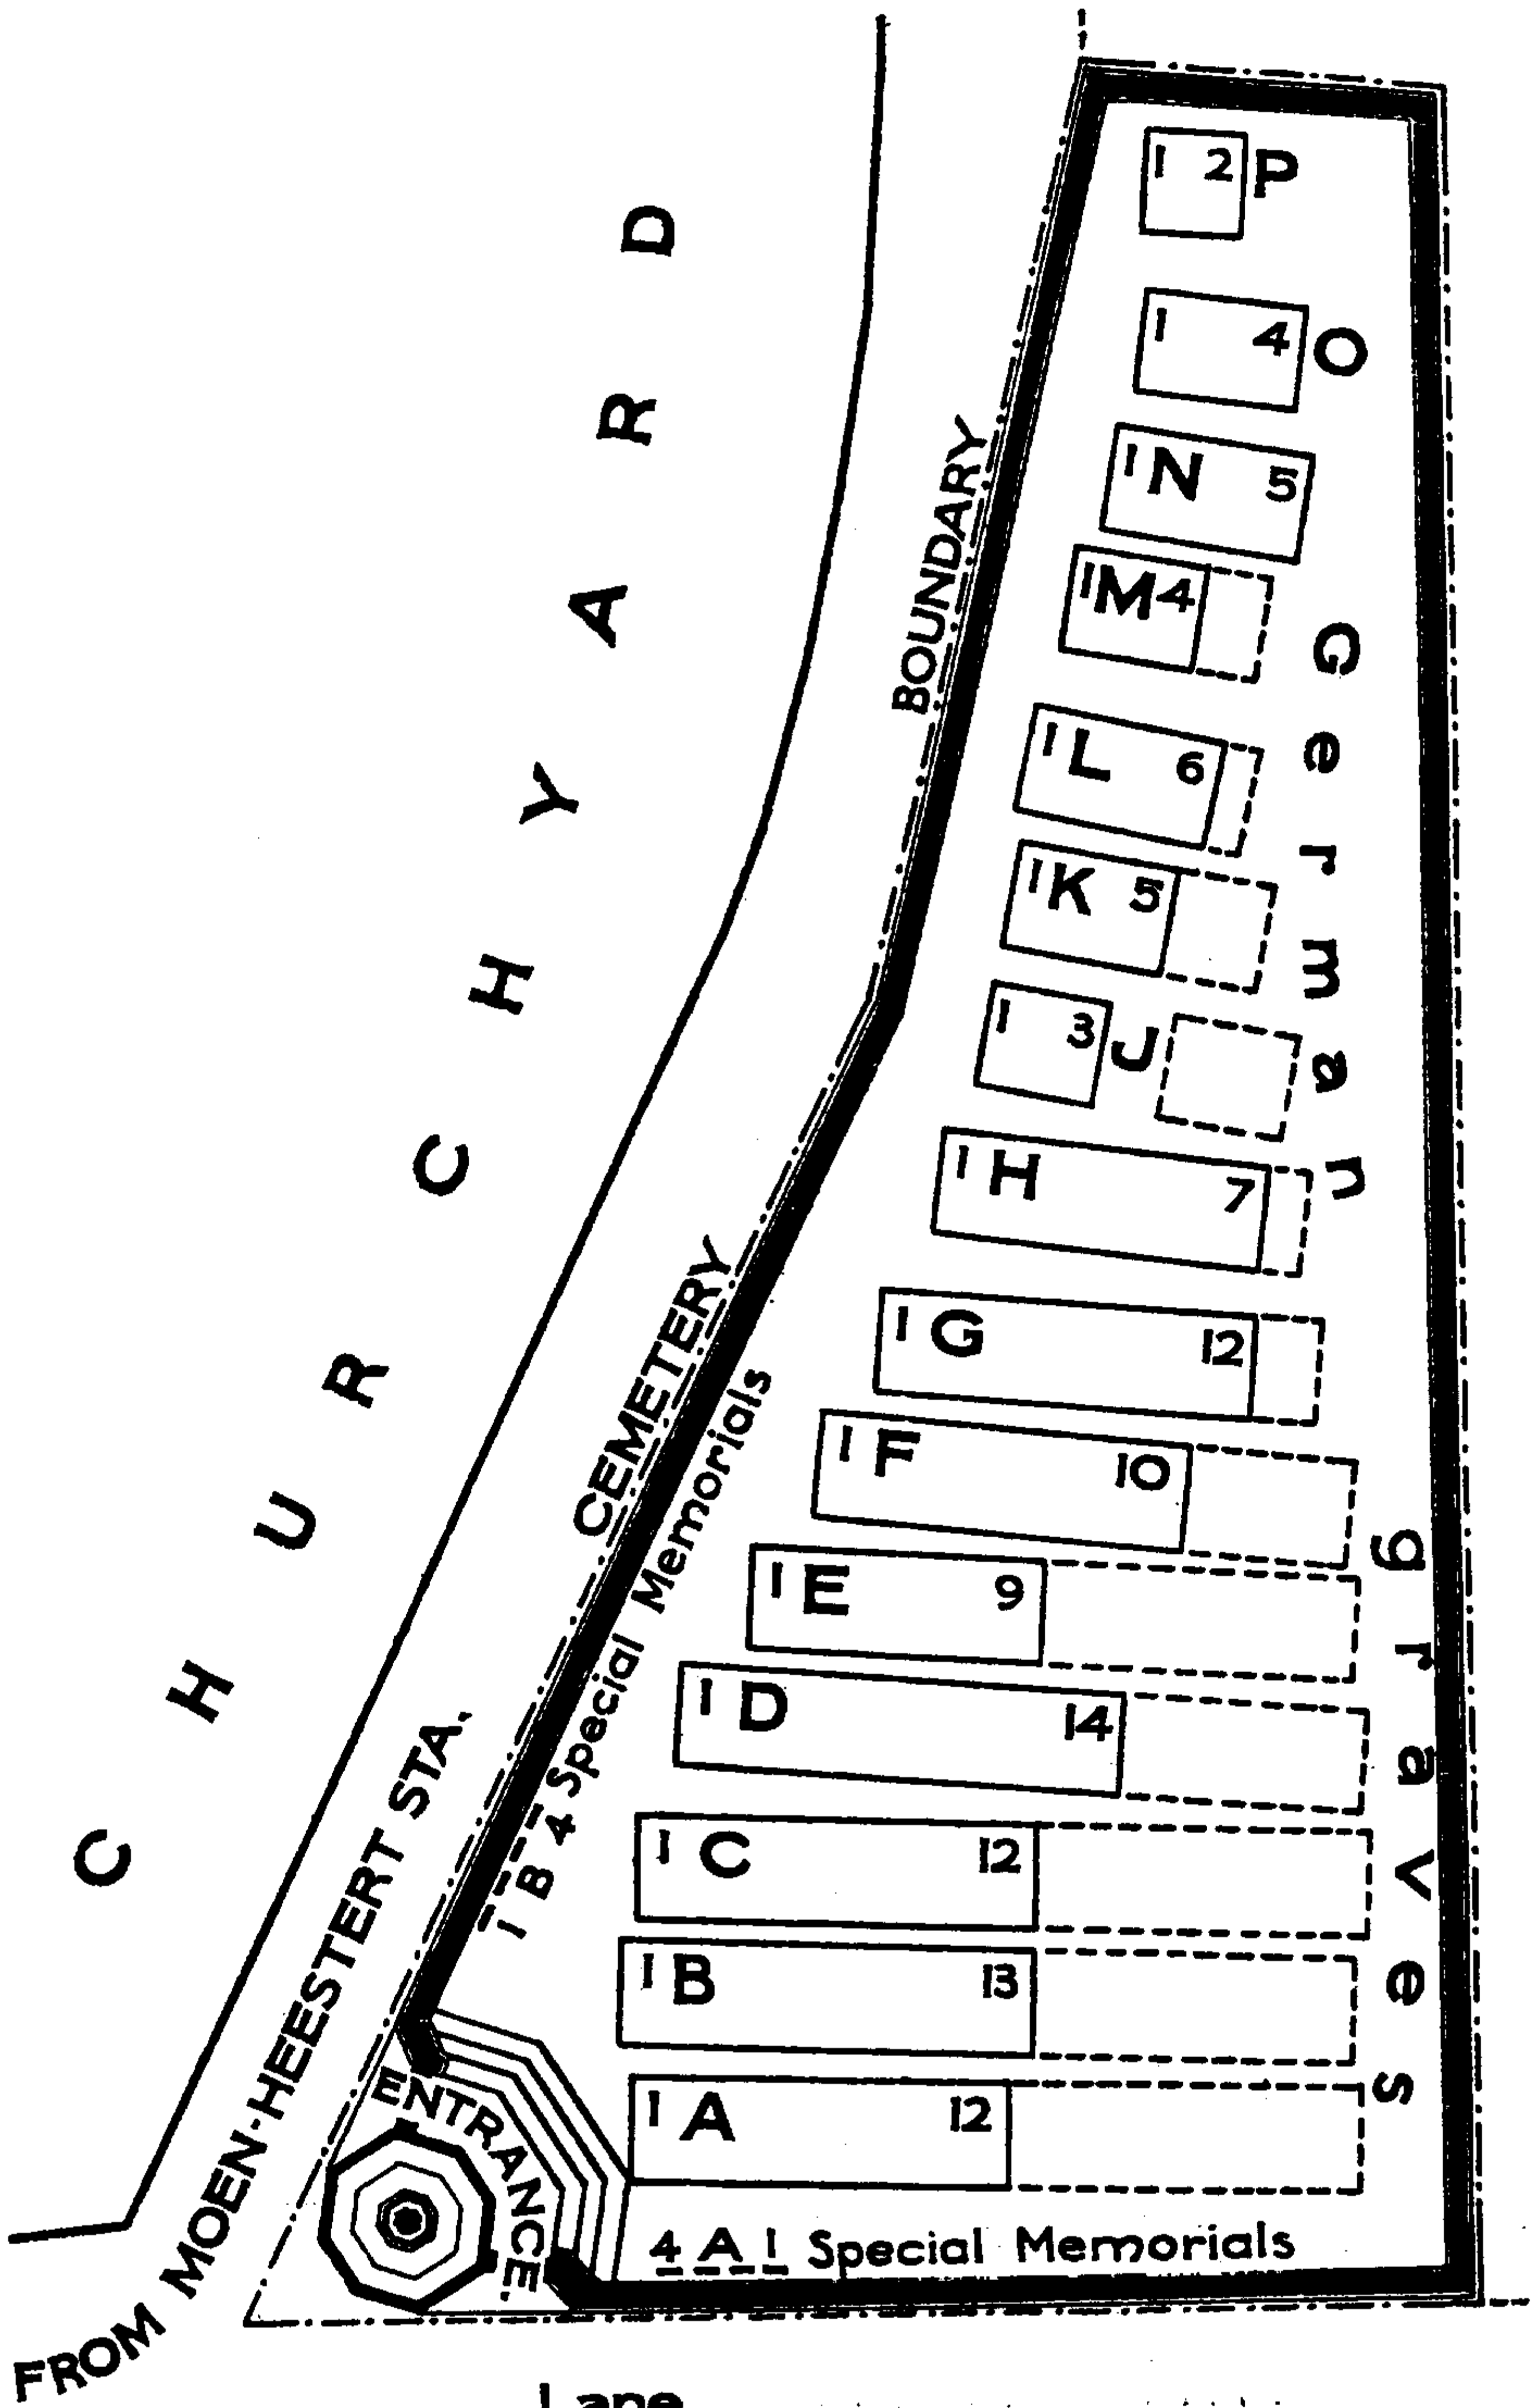 CHURCHYARD
CEMETERY BOUNDARY
1 2 P
1 4 O
1 N 5
1 M 4
1 L 6
1 K 5
1 3 J
1 H 7
1 G 12
1 F 10
1 E 9
1 D 14
1 C 12
1 B 13
1 A 12
German graves
1 B 4 Special Memorials
4 A 1 Special Memorials
ENTRANCE.
FROM MOEN-HEESTERT STA.
Lane